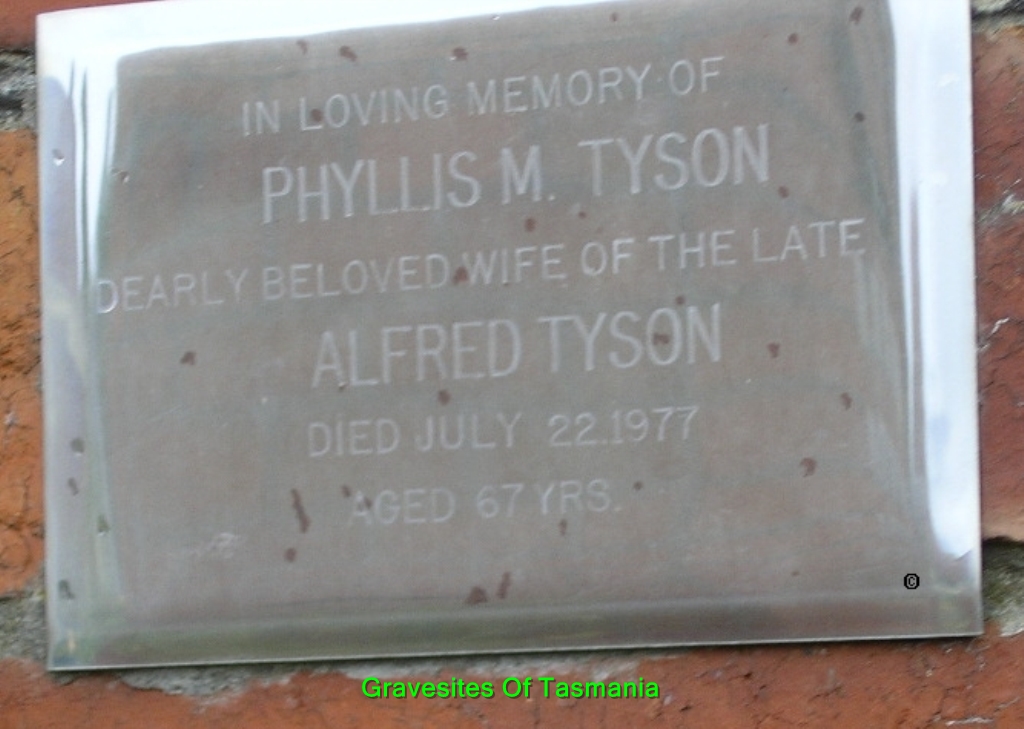 IN LOVING MEMORY OF
PHYLLIS M. TYSON
DEARLY BELOVED WIFE OF THE LATE
ALFRED TYSON
DIED JULY 22.1977
AGED 67 YRS.
©
Gravesites Of Tasmania